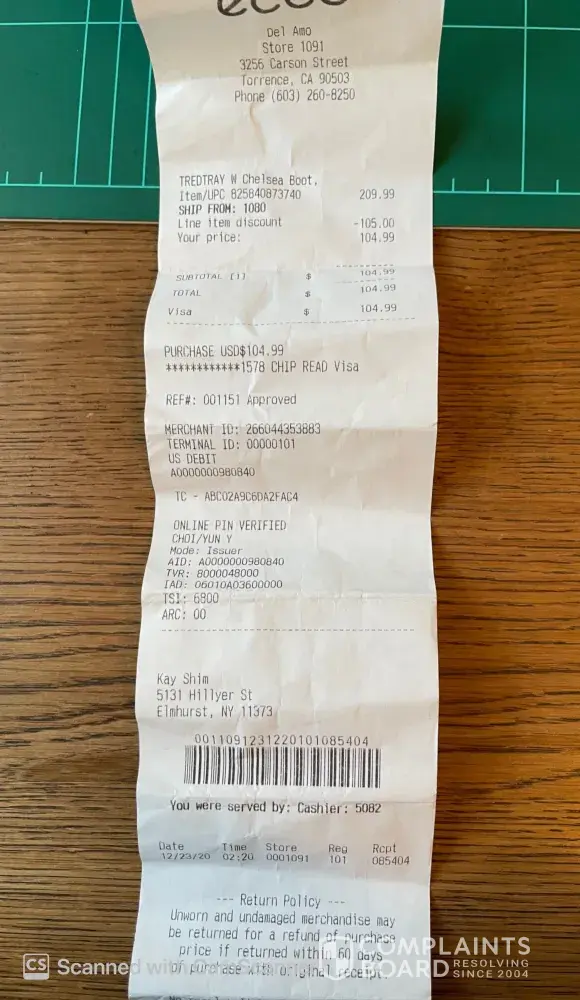 ecco
Del Amo
Store 1091
3256 Carson Street
Torrence, CA 90503
Phone (603) 260-8250
TREDTRAY W Chelsea Boot,
Item/UPC 825840873740 209.99
SHIP FROM: 1080
Line item discount -105.00
Your price: 104.99
SUBTOTAL [1] $ 104.99
TOTAL $ 104.99
Visa $ 104.99
PURCHASE USD$104.99
************1578 CHIP READ Visa
REF#: 001151 Approved
MERCHANT ID: 266044353883
TERMINAL ID: 00000101
US DEBIT
A0000000980840
TC - ABC02A9C6DA2FAC4
ONLINE PIN VERIFIED
CHOI/YUN Y
Mode: Issuer
AID: A0000000980840
TVR: 8000048000
IAD: 06010A03600000
TSI: 6800
ARC: 00
Kay Shim
5131 Hillyer St
Elmhurst, NY 11373
0011091231220101085404
You were served by: Cashier: 5082
Date Time Store Reg Rcpt
12/23/20 02:20 0001091 101 085404
--- Return Policy ---
Unworn and undamaged merchandise may
be returned for a refund of purchase
price if returned within 60 days
of purchase with original receipt.
CS Scanned with CamScanner
COMPLAINTS
BOARD RESOLVING
SINCE 2004